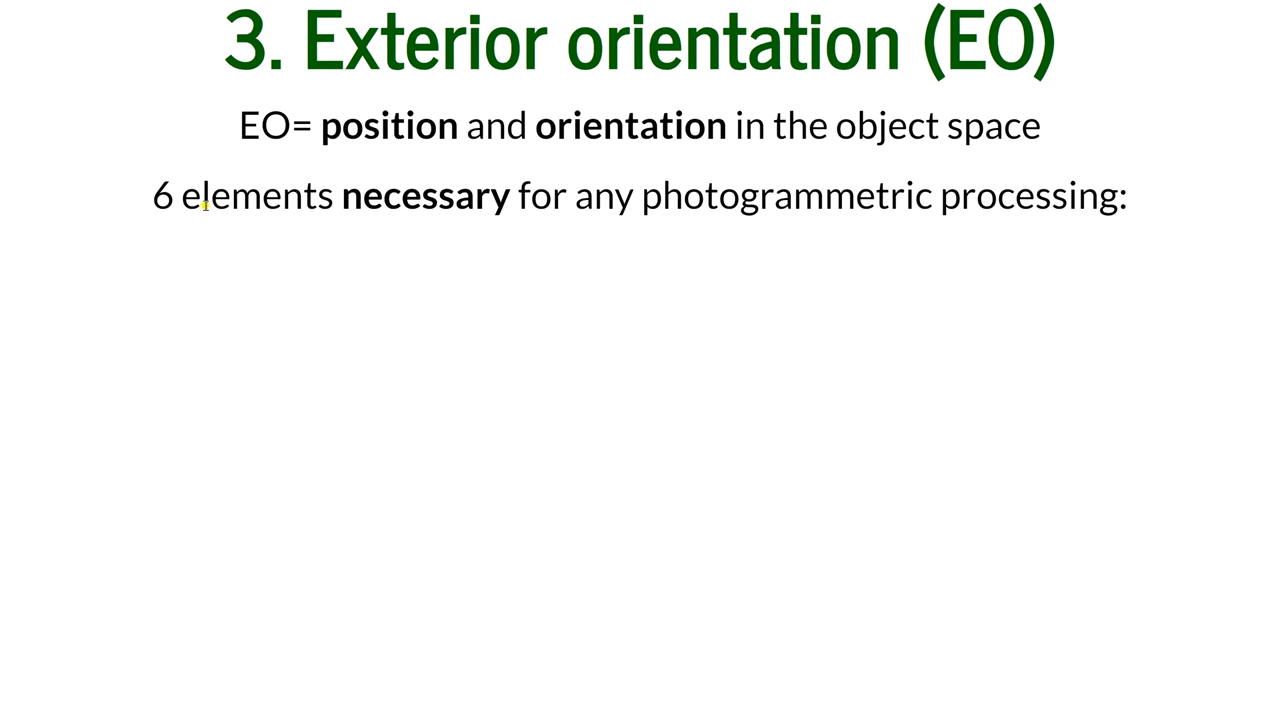 3. Exterior orientation (EO)
EO= position and orientation in the object space
6 elements necessary for any photogrammetric processing: